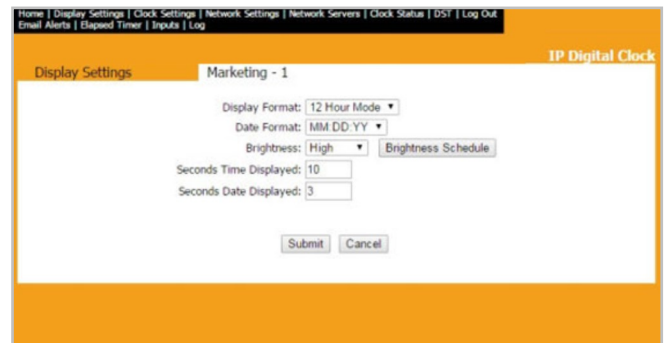 Home | Display Settings | Clock Settings | Network Settings | Network Servers | Clock Status | DST | Log Out
Email Alerts | Elapsed Timer | Inputs | Log
IP Digital Clock
Display Settings
Marketing - 1
Display Format: 12 Hour Mode
Date Format: MM:DD:YY
Brightness: High Brightness Schedule
Seconds Time Displayed: 10
Seconds Date Displayed: 3
Submit Cancel